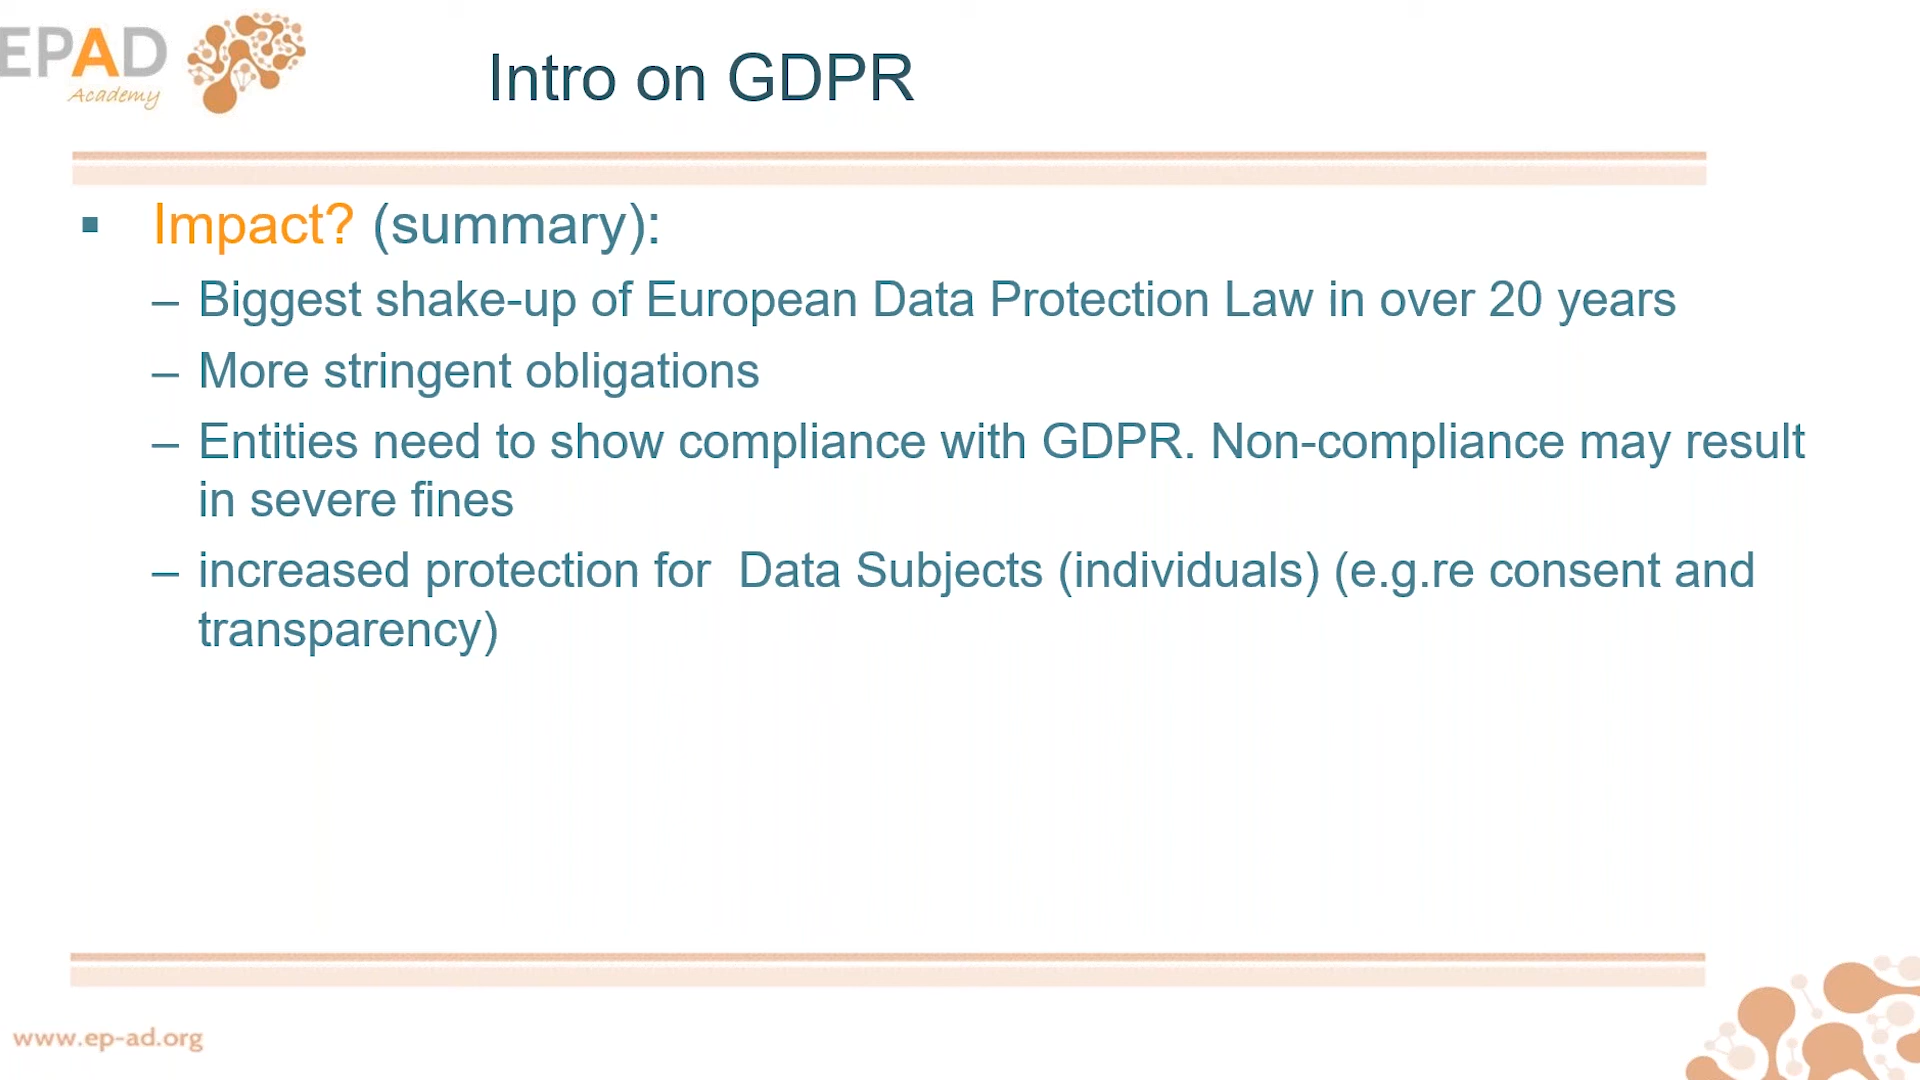 EPAD
Academy
Intro on GDPR
▪ Impact? (summary):
– Biggest shake-up of European Data Protection Law in over 20 years
– More stringent obligations
– Entities need to show compliance with GDPR. Non-compliance may result
in severe fines
– increased protection for  Data Subjects (individuals) (e.g.re consent and
transparency)
www.ep-ad.org